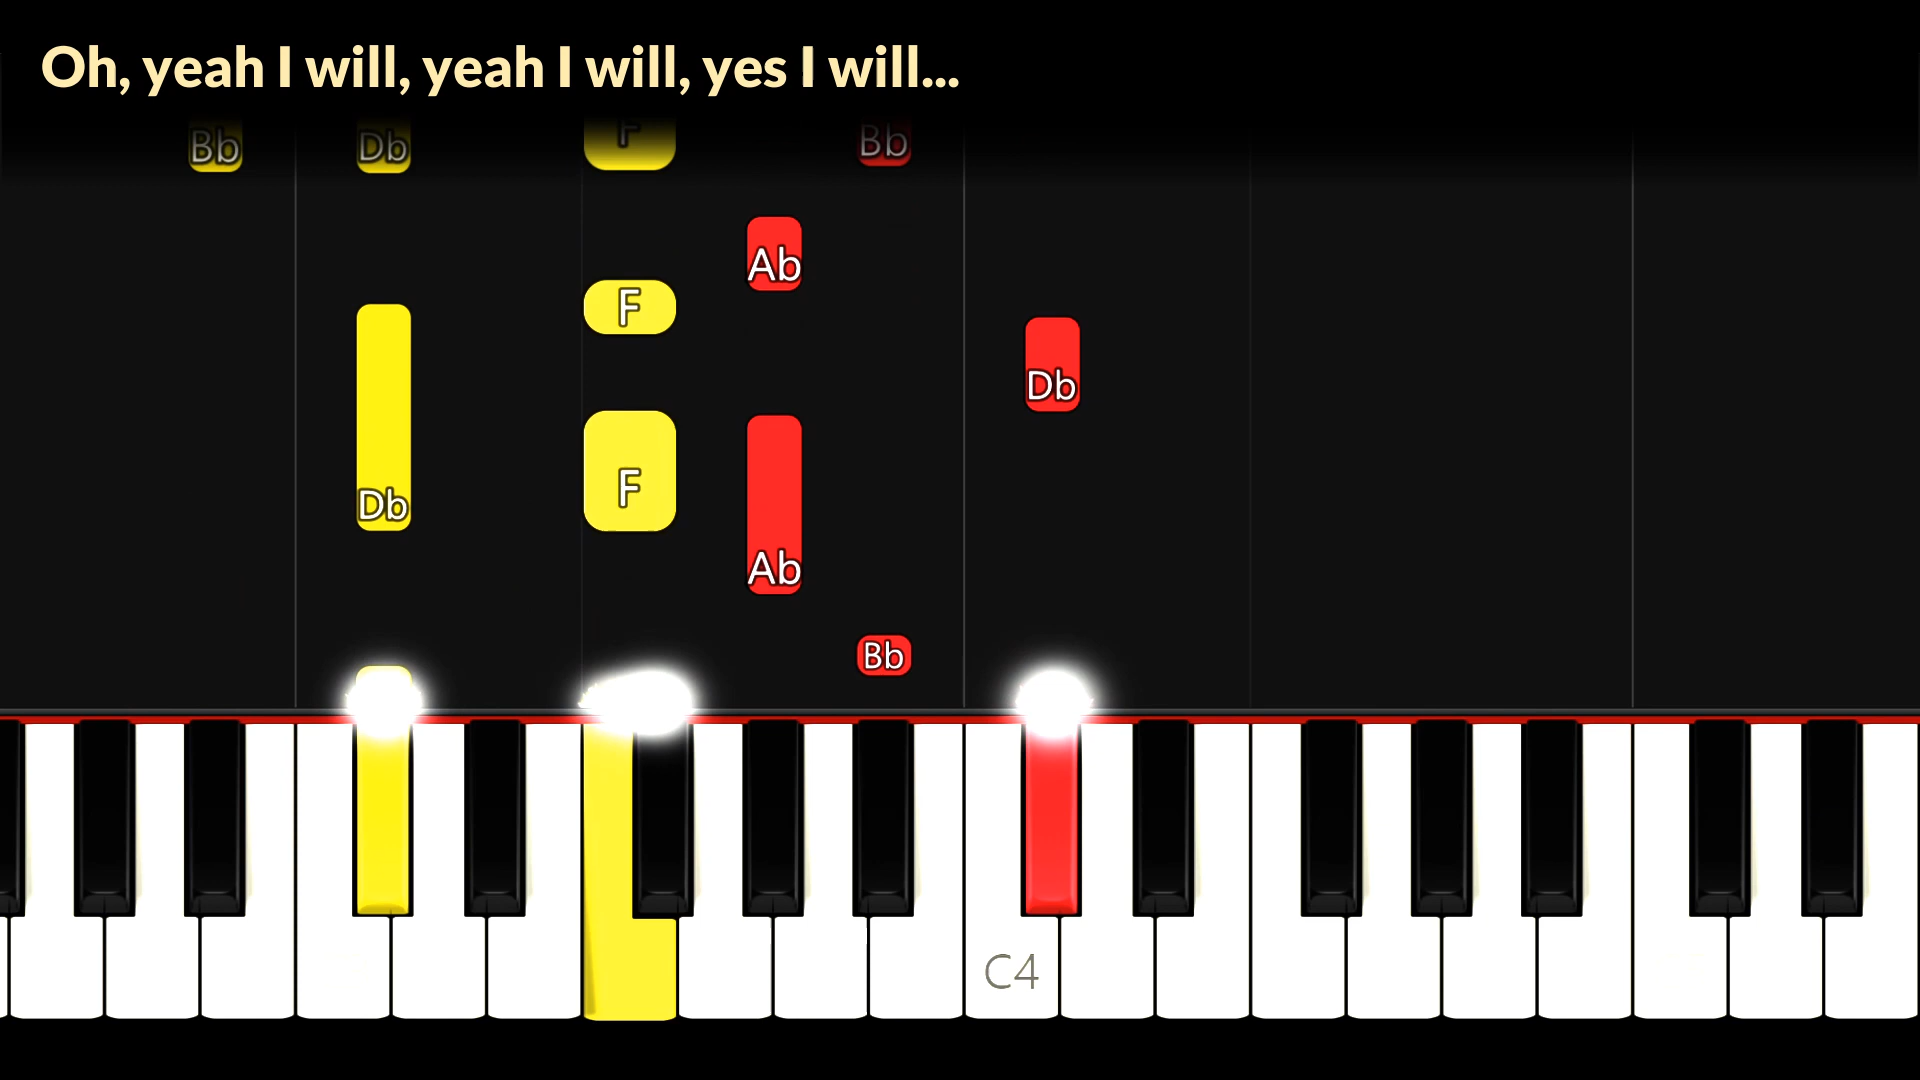 Oh, yeah I will, yeah I will, yes I will...
Bb Db F Bb
Ab
F
Db
F
Db
Ab
Bb
C4